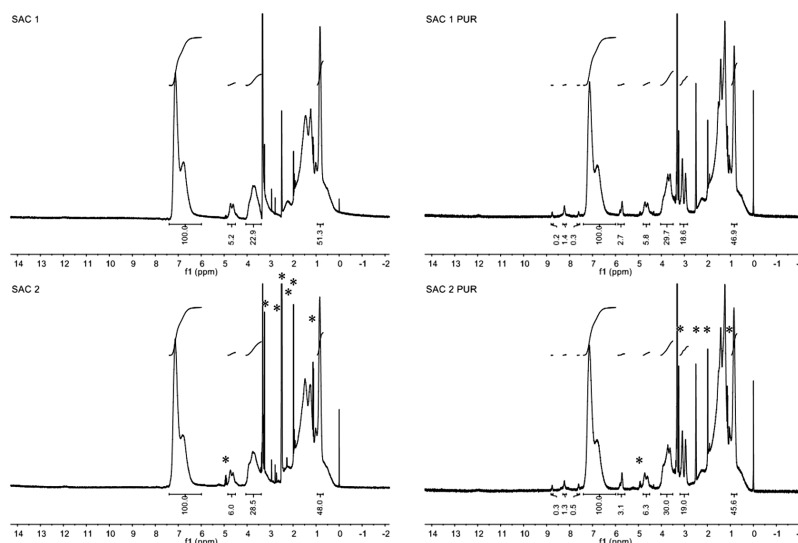 SAC 1
100.0
5.2
22.9
51.3
14 13 12 11 10 9 8 7 6 5 4 3 2 1 0 -1 -2
f1 (ppm)
SAC 1 PUR
0.2
1.4
0.3
100.0
2.7
5.8
29.7
18.6
46.9
14 13 12 11 10 9 8 7 6 5 4 3 2 1 0 -1
f1 (ppm)
SAC 2
* * * * * * *
100.0
6.0
28.5
48.0
14 13 12 11 10 9 8 7 6 5 4 3 2 1 0 -1 -2
f1 (ppm)
SAC 2 PUR
* * * * *
0.3
1.3
0.5
100.0
3.1
6.3
30.0
19.0
45.6
14 13 12 11 10 9 8 7 6 5 4 3 2 1 0 -1
f1 (ppm)